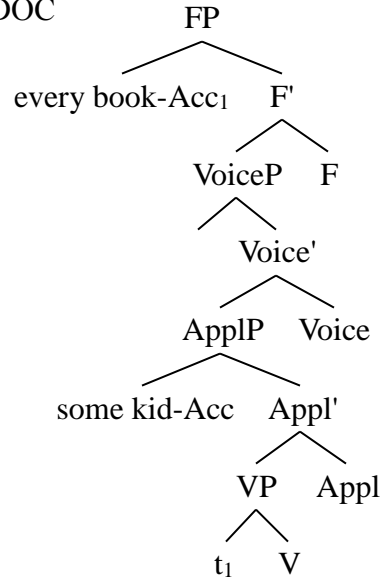 DOC
FP
every book-Acc₁ F'
VoiceP F
Voice'
ApplP Voice
some kid-Acc Appl'
VP Appl
t₁ V